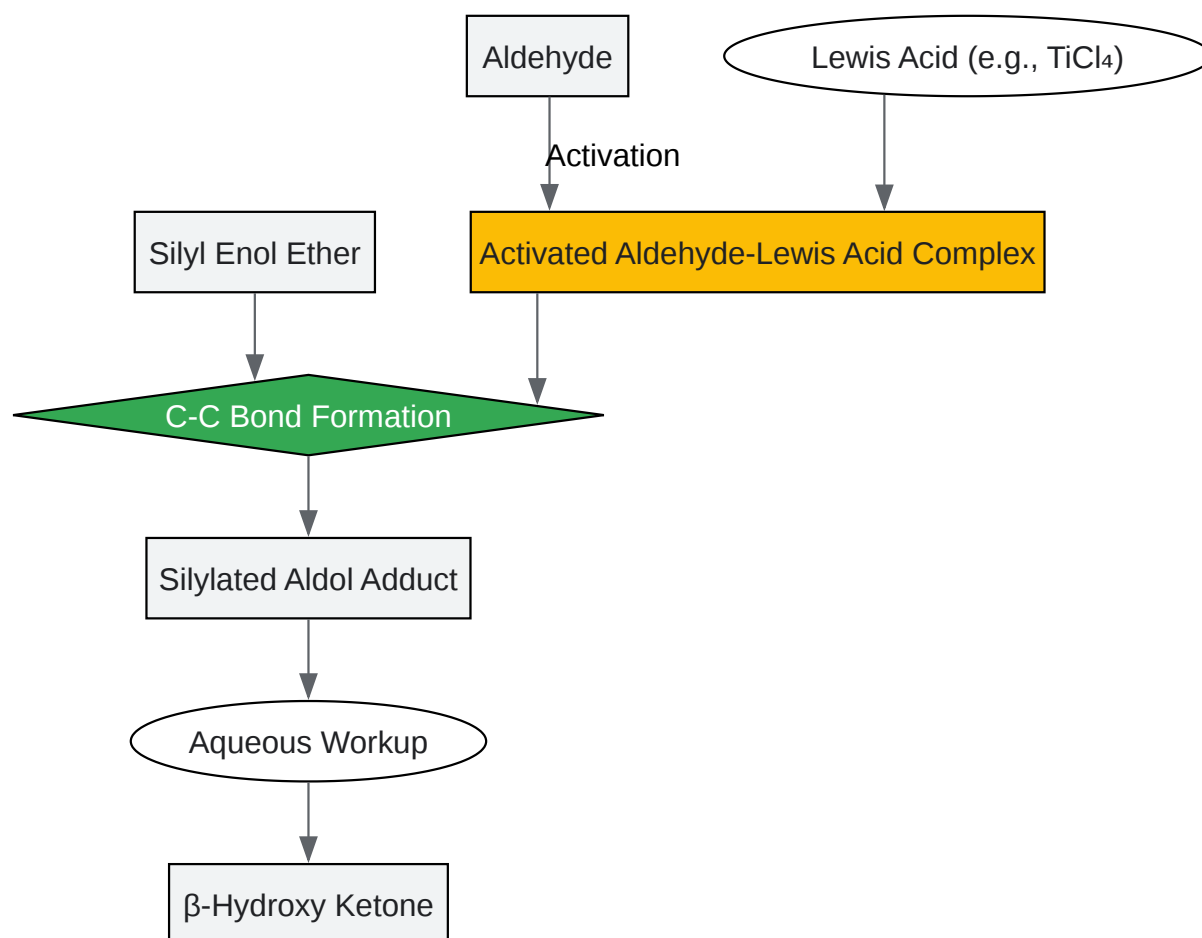 Aldehyde
Lewis Acid (e.g., TiCl₄)
Activation
Silyl Enol Ether
Activated Aldehyde-Lewis Acid Complex
C-C Bond Formation
Silylated Aldol Adduct
Aqueous Workup
β-Hydroxy Ketone